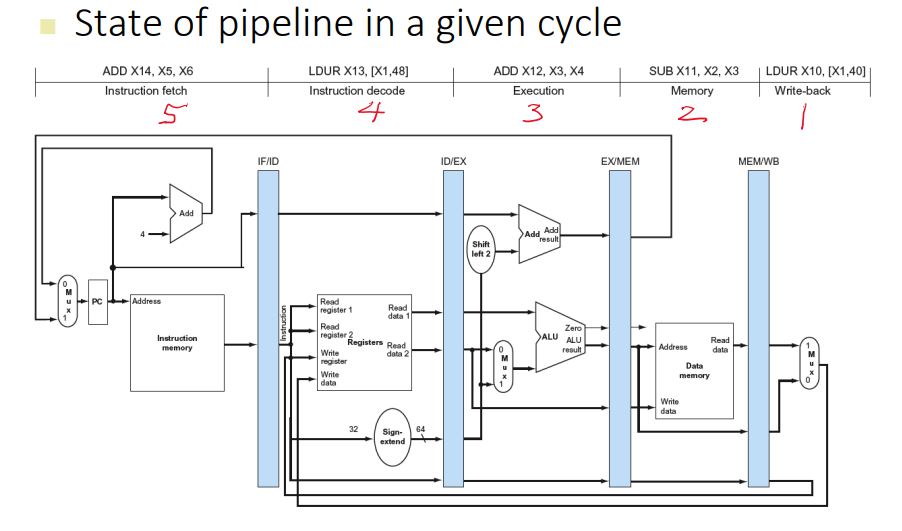 State of pipeline in a given cycle
ADD X14, X5, X6
LDUR X13, [X1,48]
ADD X12, X3, X4
SUB X11, X2, X3
LDUR X10, [X1,40]
Instruction fetch
Instruction decode
Execution
Memory
Write-back
5
4
3
2
1
IF/ID
ID/EX
EX/MEM
MEM/WB
Add
4
Shift
left 2
Add
Add
result
0
M
u
x
1
PC
Address
Instruction
memory
Instruction
Read
register 1
Read
register 2
Registers
Write
register
Write
data
Read
data 1
Read
data 2
0
M
u
x
1
ALU
Zero
ALU
result
Address
Read
data
Data
memory
Write
data
1
M
u
x
0
32
Sign-
extend
64